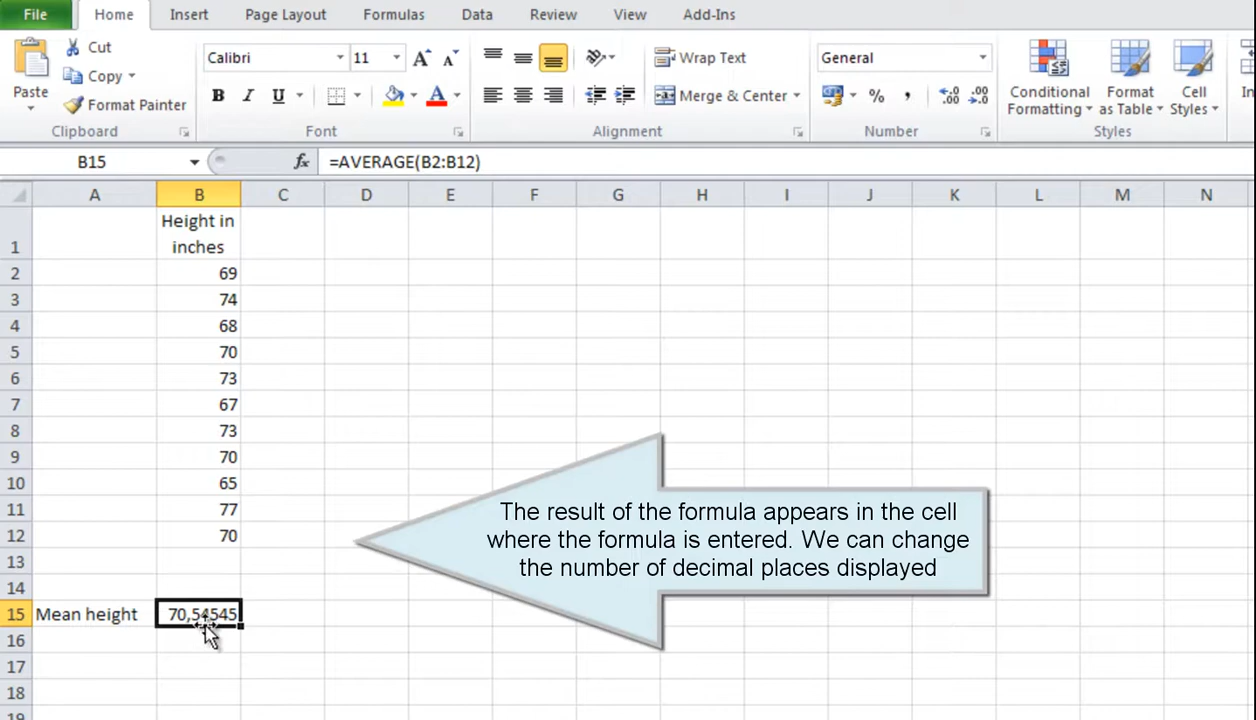 File Home Insert Page Layout Formulas Data Review View Add-Ins
Paste
Cut
Copy
Format Painter
Clipboard
Calibri 11 A A
B I U A
Font
Wrap Text
Merge & Center
Alignment
General
% , .00 .00
Number
Conditional Formatting
Format as Table
Cell Styles
In
Styles
B15 fx =AVERAGE(B2:B12)
A B C D E F G H I J K L M N
1 Height in
inches
2 69
3 74
4 68
5 70
6 73
7 67
8 73
9 70
10 65
11 77
12 70
13
14
15 Mean height 70,54545
16
17
18
19
The result of the formula appears in the cell
where the formula is entered. We can change
the number of decimal places displayed